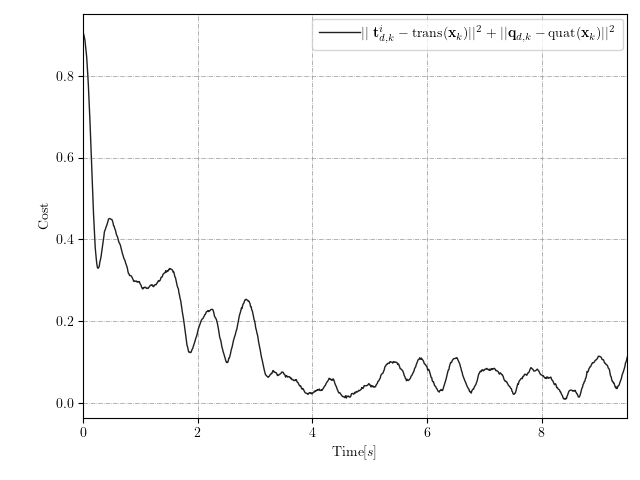 || t^i_{d,k} − trans(x_k)||^2 + ||q_{d,k} − quat(x_k)||^2
0.8
0.6
0.4
0.2
0.0
Cost
0 2 4 6 8
Time[s]